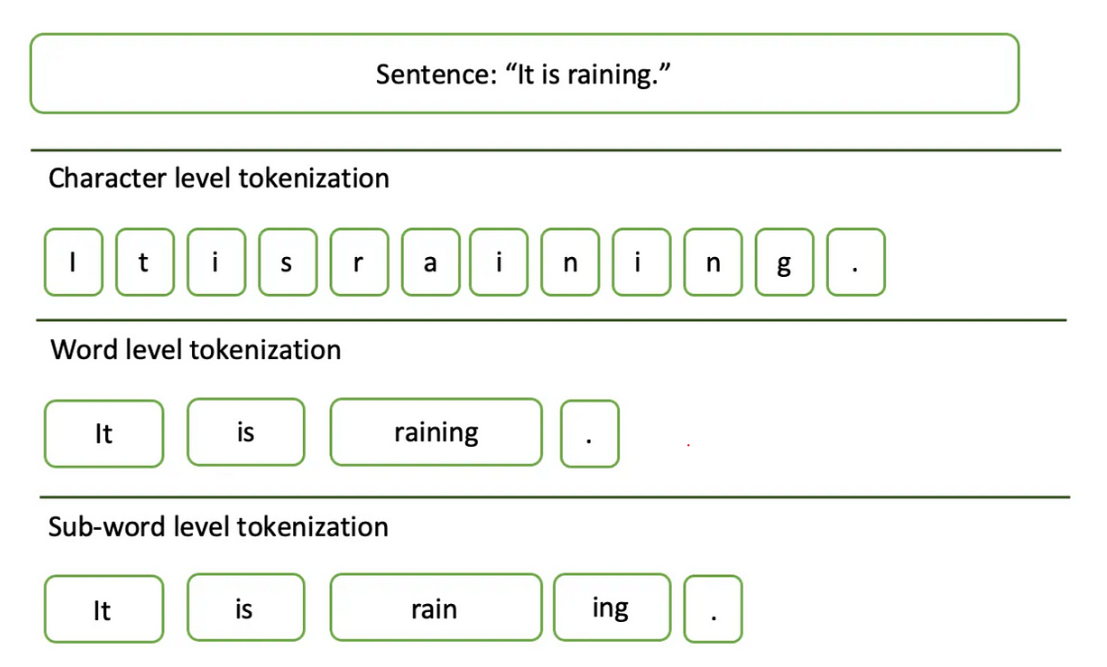 Sentence: “It is raining.”
Character level tokenization
I t i s r a i n i n g .
Word level tokenization
It is raining .
Sub-word level tokenization
It is rain ing .